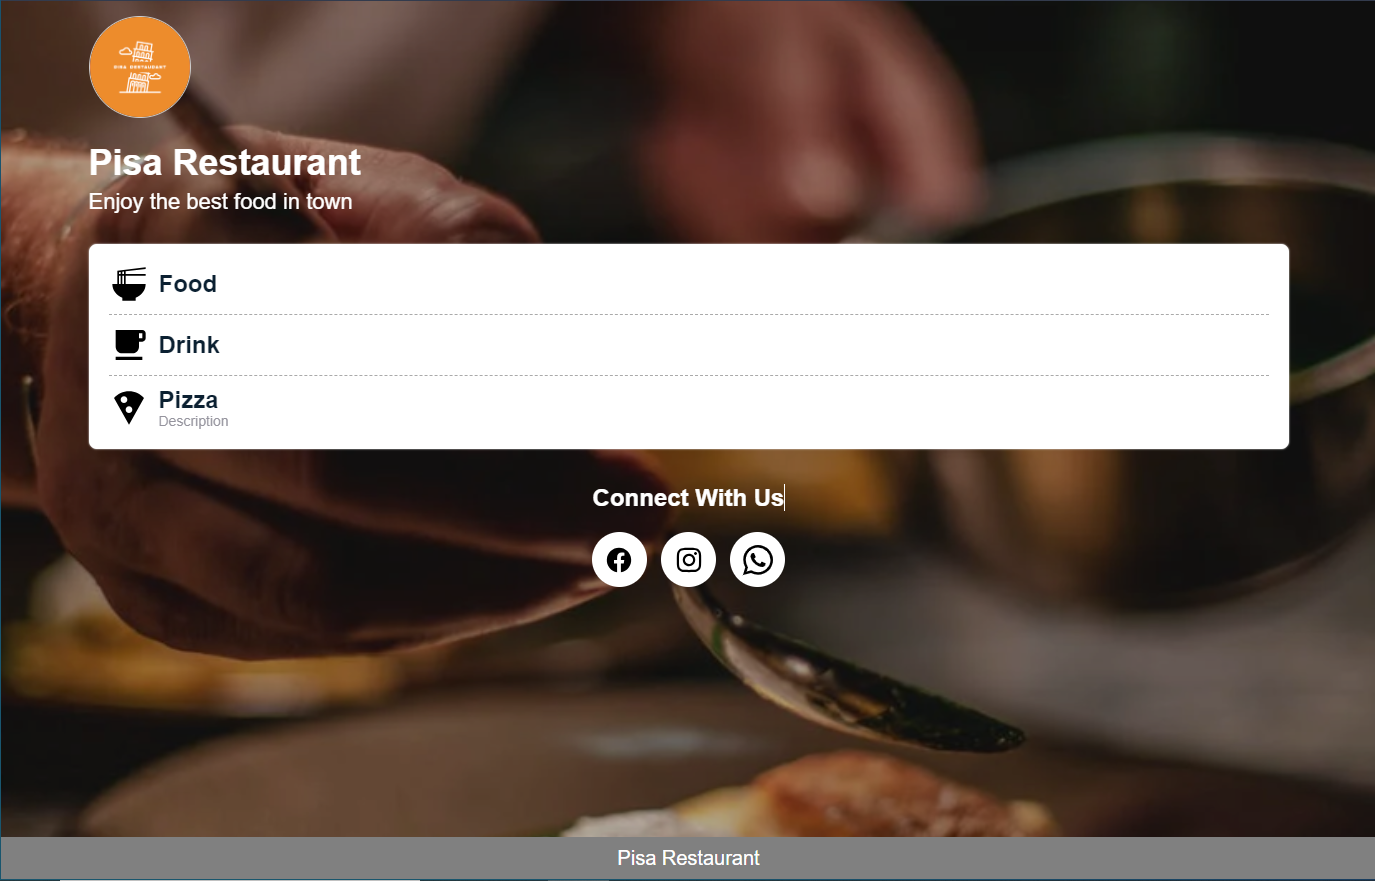 PISA RESTAURANT
Pisa Restaurant
Enjoy the best food in town
Food
Drink
Pizza
Description
Connect With Us
Pisa Restaurant